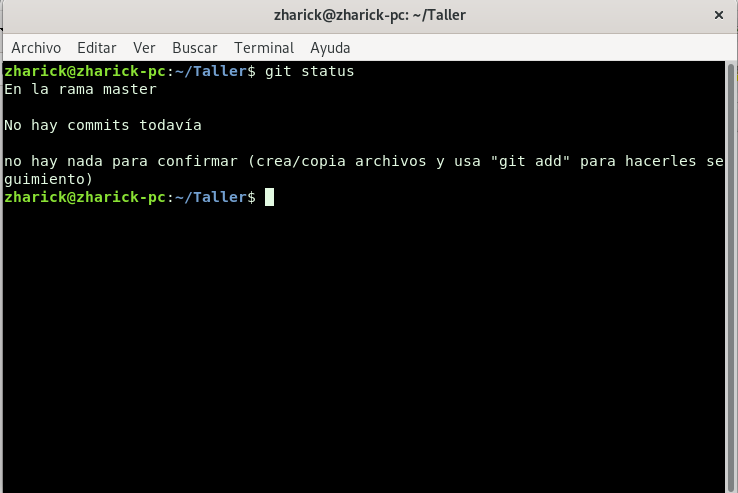 zharick@zharick-pc: ~/Taller
Archivo Editar Ver Buscar Terminal Ayuda
zharick@zharick-pc:~/Taller$ git status
En la rama master
No hay commits todavía
no hay nada para confirmar (crea/copia archivos y usa "git add" para hacerles se
guimiento)
zharick@zharick-pc:~/Taller$